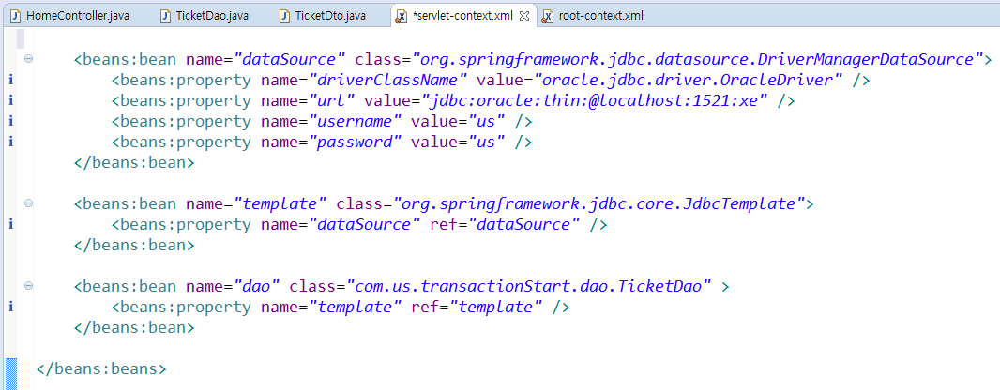 HomeController.java TicketDao.java TicketDto.java *servlet-context.xml root-context.xml
<beans:bean name="dataSource" class="org.springframework.jdbc.datasource.DriverManagerDataSource">
<beans:property name="driverClassName" value="oracle.jdbc.driver.OracleDriver" />
<beans:property name="url" value="jdbc:oracle:thin:@localhost:1521:xe" />
<beans:property name="username" value="us" />
<beans:property name="password" value="us" />
</beans:bean>
<beans:bean name="template" class="org.springframework.jdbc.core.JdbcTemplate">
<beans:property name="dataSource" ref="dataSource" />
</beans:bean>
<beans:bean name="dao" class="com.us.transactionStart.dao.TicketDao" >
<beans:property name="template" ref="template" />
</beans:bean>
</beans:beans>